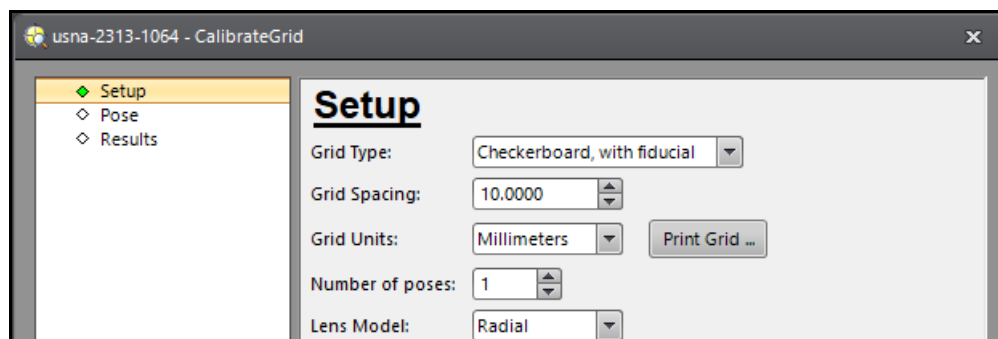 usna-2313-1064 - CalibrateGrid
Setup
Pose
Results
Setup
Grid Type: Checkerboard, with fiducial
Grid Spacing: 10.0000
Grid Units: Millimeters Print Grid ...
Number of poses: 1
Lens Model: Radial